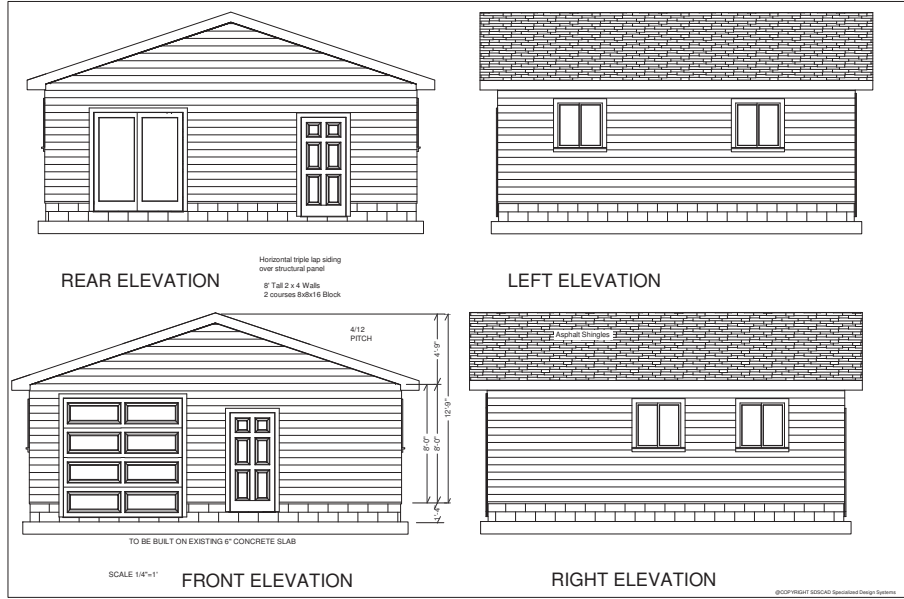 REAR ELEVATION
Horizontal triple lap siding
over structural panel
8' Tall 2 x 4 Walls
2 courses 8x8x16 Block
LEFT ELEVATION
4/12
PITCH
4'-9"
12'-9"
8'-0"
8'-0"
1'-4"
Asphalt Shingles
TO BE BUILT ON EXISTING 6" CONCRETE SLAB
SCALE 1/4"=1'
FRONT ELEVATION
RIGHT ELEVATION
@COPYRIGHT SDSCAD Specialized Design Systems